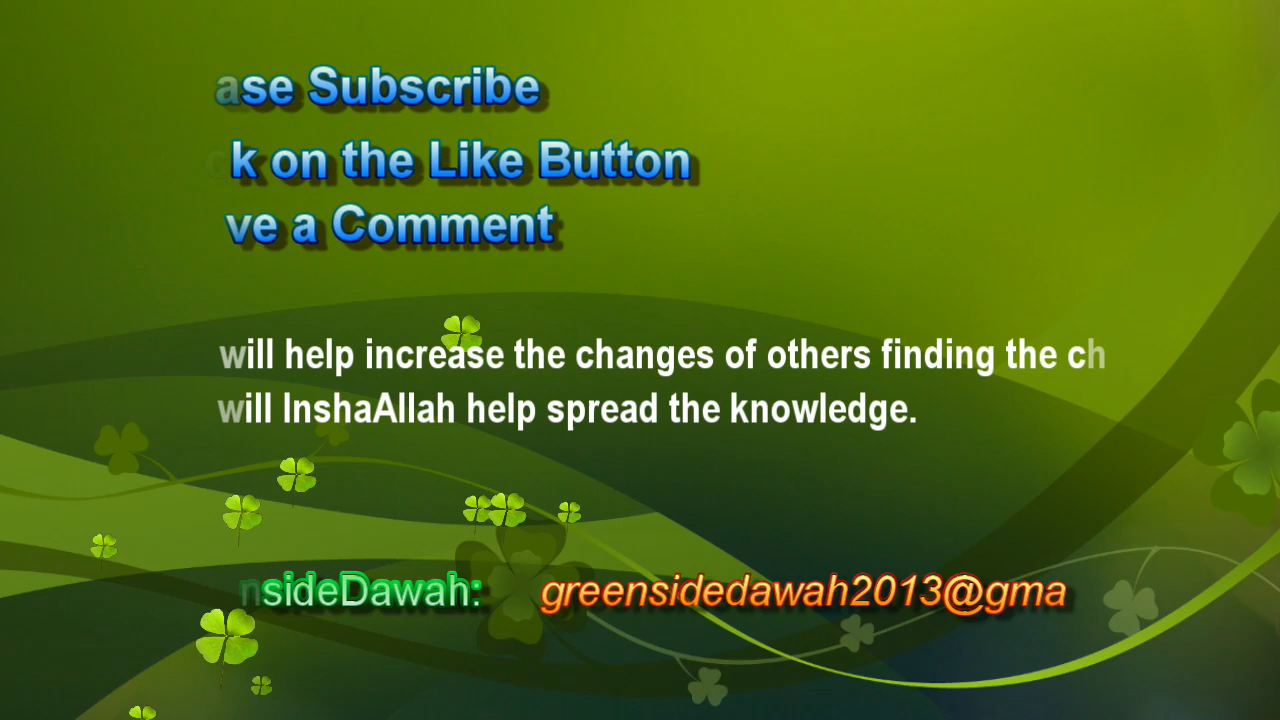 ase Subscribe
k on the Like Button
ve a Comment
will help increase the changes of others finding the ch
will InshaAllah help spread the knowledge.
nsideDawah: greensidedawah2013@gma